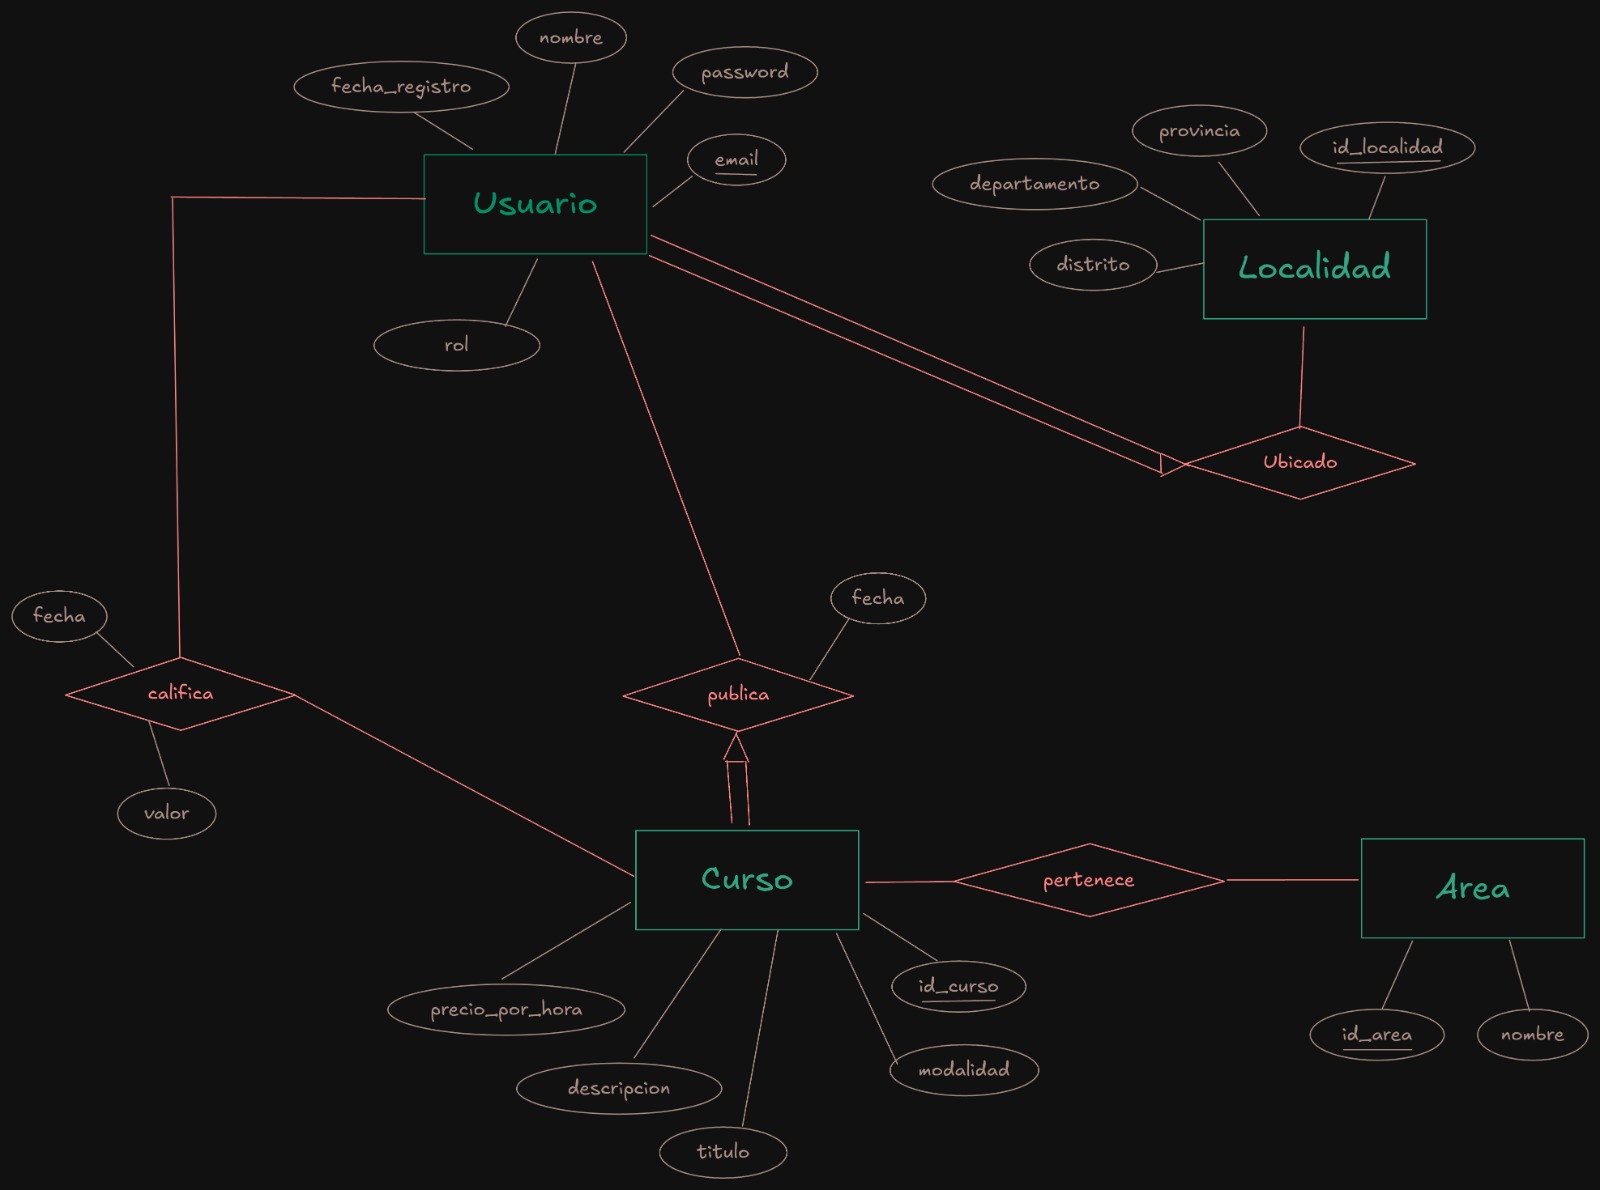 nombre
password
fecha_registro
email
Usuario
rol
provincia
id_localidad
departamento
distrito
Localidad
Ubicado
fecha
califica
valor
fecha
publica
Curso
pertenece
Area
precio_por_hora
id_curso
descripcion
modalidad
titulo
id_area
nombre